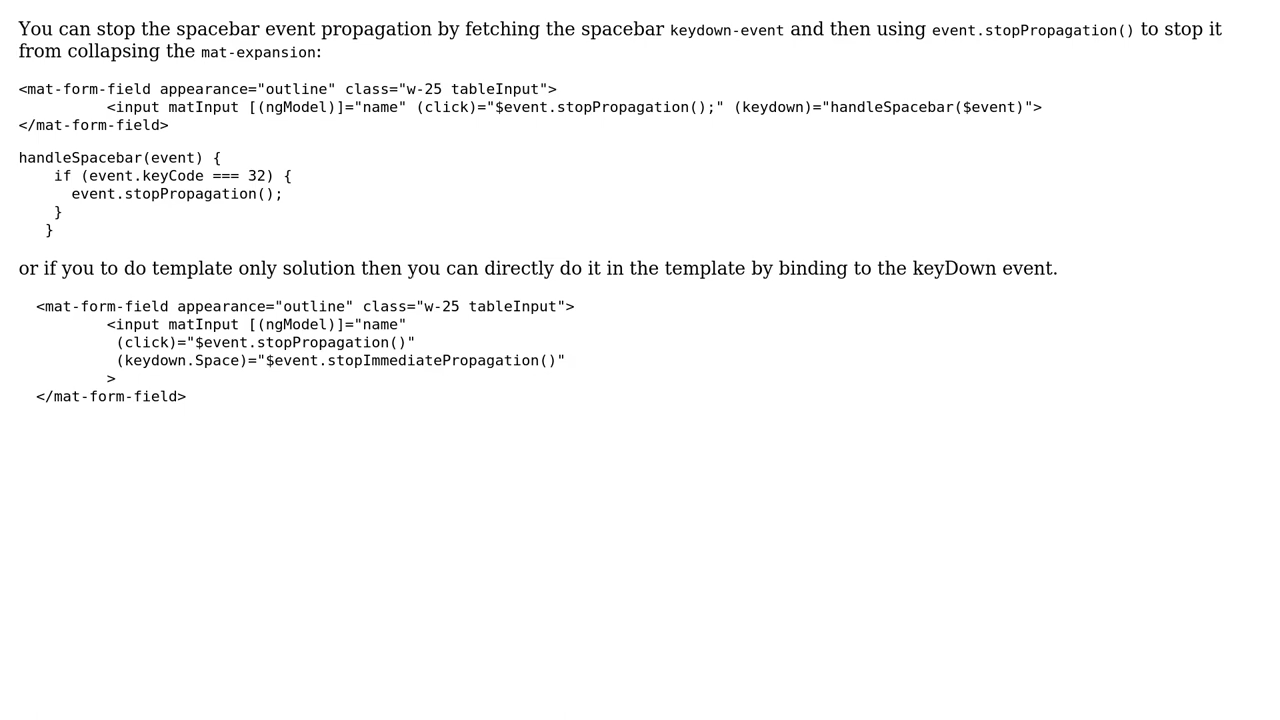 You can stop the spacebar event propagation by fetching the spacebar keydown-event and then using event.stopPropagation() to stop it
from collapsing the mat-expansion:
<mat-form-field appearance="outline" class="w-25 tableInput">
          <input matInput [(ngModel)]="name" (click)="$event.stopPropagation();" (keydown)="handleSpacebar($event)">
</mat-form-field>
handleSpacebar(event) {
    if (event.keyCode === 32) {
      event.stopPropagation();
    }
   }
or if you to do template only solution then you can directly do it in the template by binding to the keyDown event.
  <mat-form-field appearance="outline" class="w-25 tableInput">
          <input matInput [(ngModel)]="name"
           (click)="$event.stopPropagation()"
           (keydown.Space)="$event.stopImmediatePropagation()"
          >
  </mat-form-field>